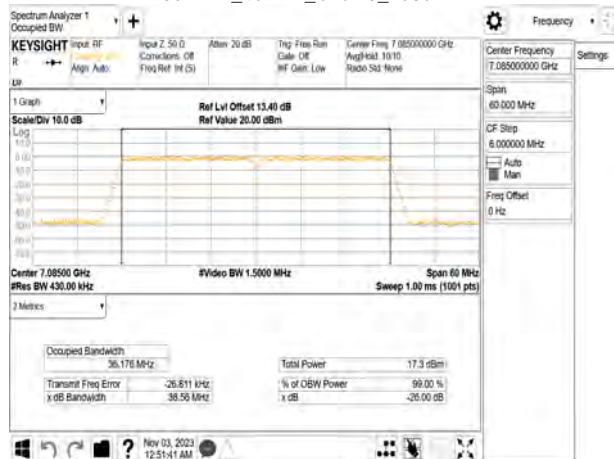 Spectrum Analyzer 1
Occupied BW
Frequency
Settings
KEYSIGHT
R
Input: RF
Align: Auto
Input Z: 50 Ω
Corrections: Off
Freq Ref: Int (S)
Atten: 20 dB
Trig: Free Run
Gate: Off
#IF Gain: Low
Center Freq: 7.085000000 GHz
Avg|Hold: 10/10
Radio Std: None
Center Frequency
7.085000000 GHz
Span
60.000 MHz
CF Step
6.000000 MHz
Auto
Man
Freq Offset
0 Hz
1 Graph
Scale/Div 10.0 dB
Ref Lvl Offset 13.40 dB
Ref Value 20.00 dBm
Log
10.0
0.00
Center 7.08500 GHz
#Res BW 430.00 kHz
#Video BW 1.5000 MHz
Span 60 MHz
Sweep 1.00 ms (1001 pts)
2 Metrics
Occupied Bandwidth
36.176 MHz
Total Power
17.3 dBm
Transmit Freq Error
-26.811 kHz
% of OBW Power
99.00 %
x dB Bandwidth
38.56 MHz
x dB
-26.00 dB
?
Nov 03, 2023
12:51:41 AM